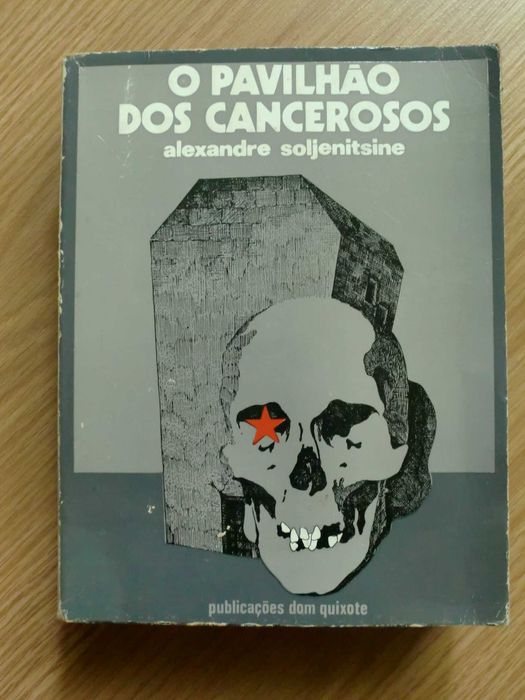 O PAVILHÃO
DOS CANCEROSOS
alexandre soljenitsine
publicações dom quixote